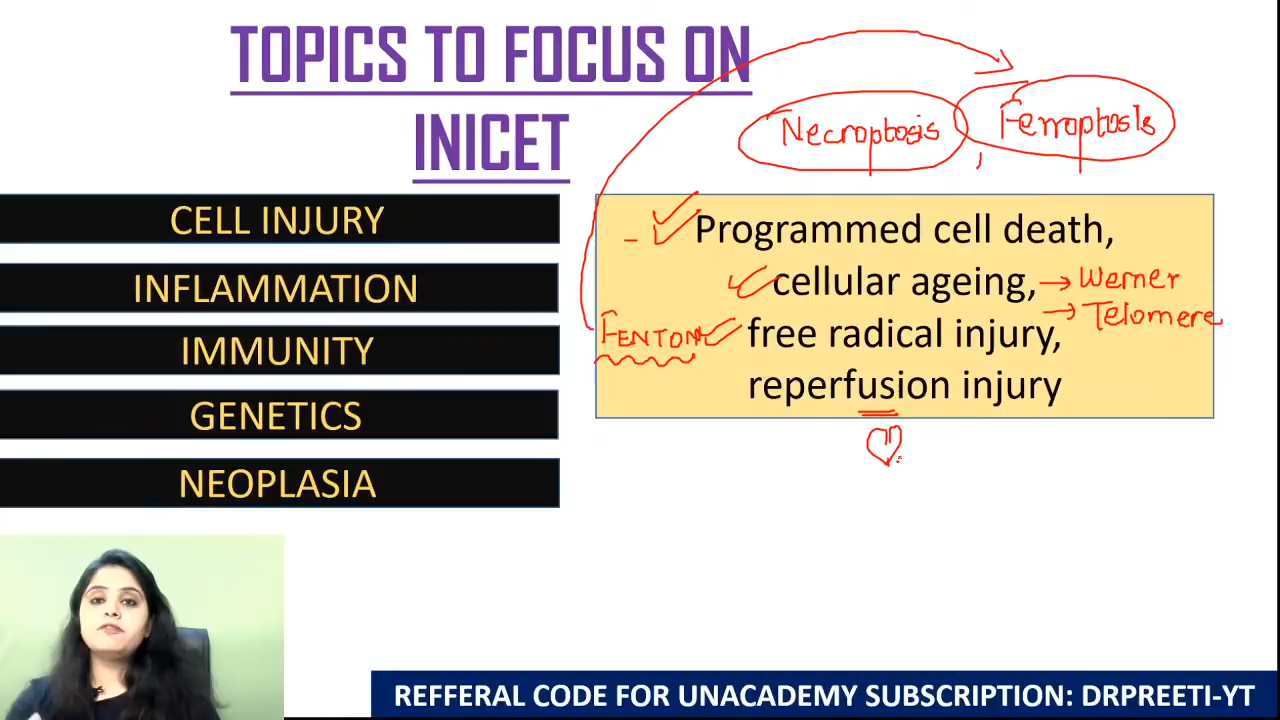 TOPICS TO FOCUS ON
INICET
Necroptosis
Ferroptosis
CELL INJURY
INFLAMMATION
IMMUNITY
GENETICS
NEOPLASIA
Programmed cell death,
cellular ageing, → Werner
→ Telomere
FENTON free radical injury,
reperfusion injury
REFFERAL CODE FOR UNACADEMY SUBSCRIPTION: DRPREETI-YT